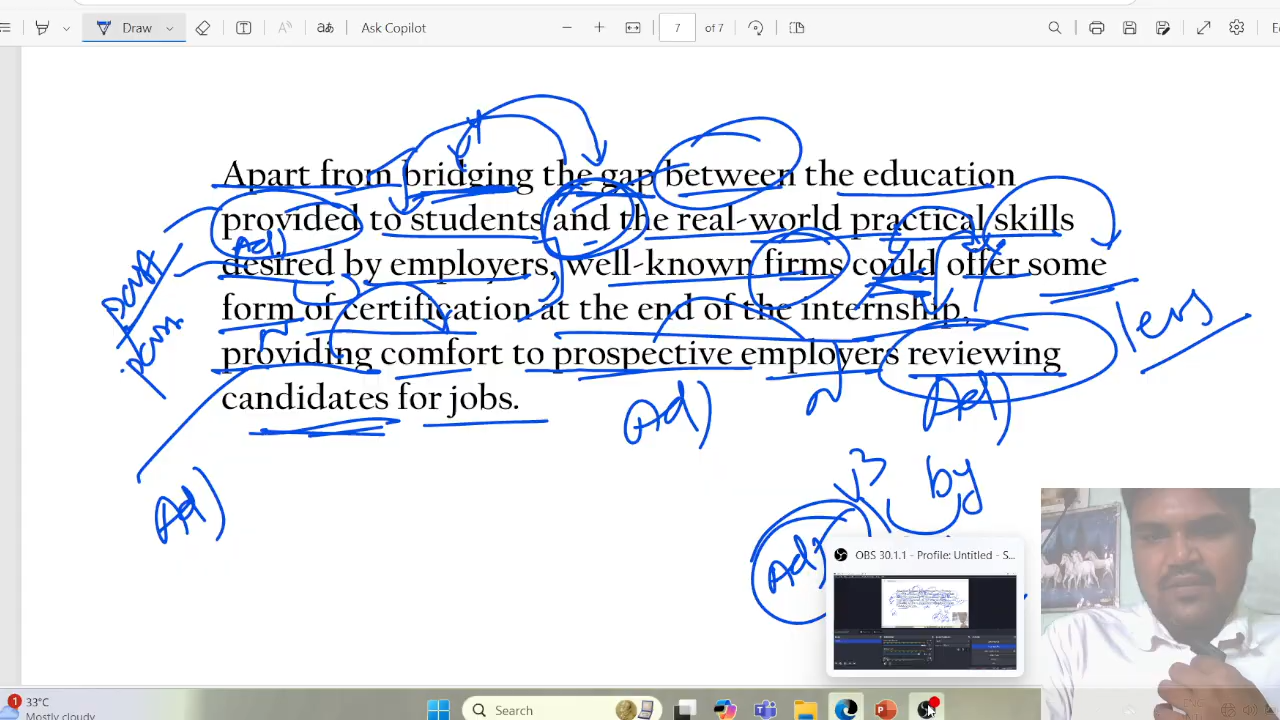 Draw
Ask Copilot
7 of 7
Apart from bridging the gap between the education
provided to students and the real-world practical skills
desired by employers, well-known firms could offer some
form of certification at the end of the internship,
providing comfort to prospective employers reviewing
candidates for jobs.
Adj
Adj
Adj
Adj
V3 by
Adj
OBS 30.1.1 - Profile: Untitled - S...
1
33°C
Mostly cloudy
Search